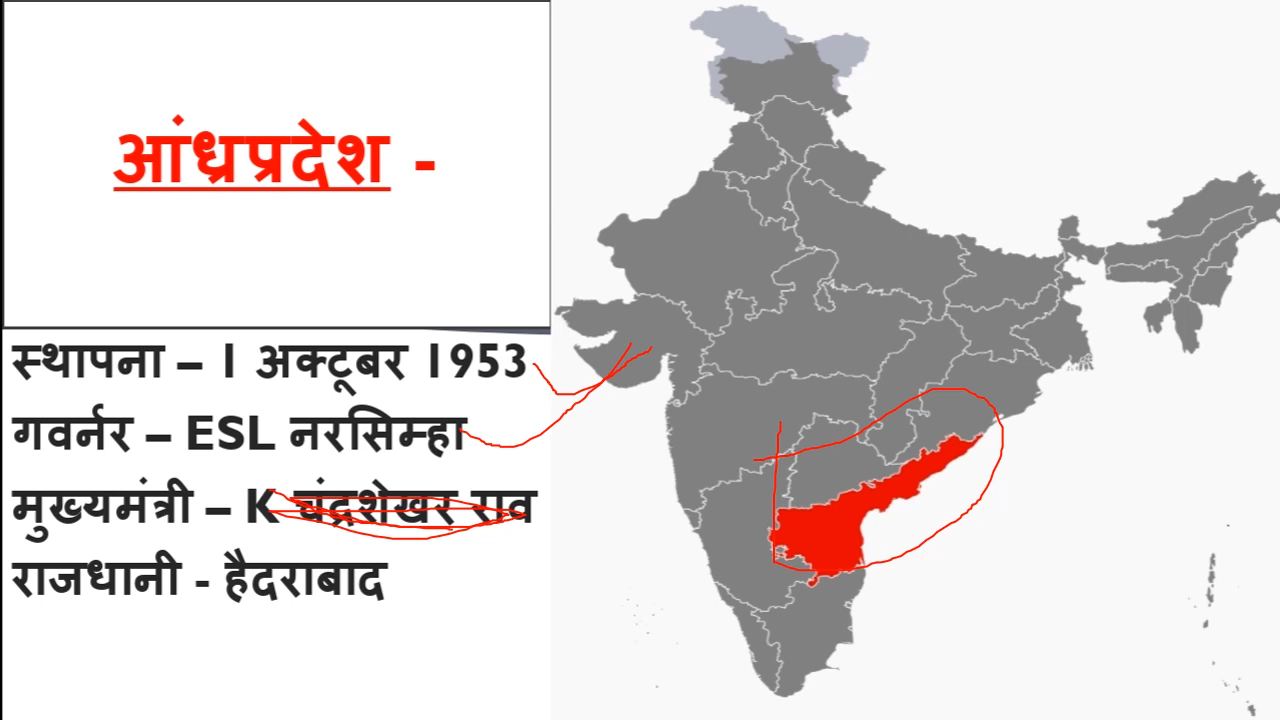 आंध्रप्रदेश -
स्थापना – 1 अक्टूबर 1953
गवर्नर – ESL नरसिम्हा
मुख्यमंत्री – K चंद्रशेखर राव
राजधानी - हैदराबाद